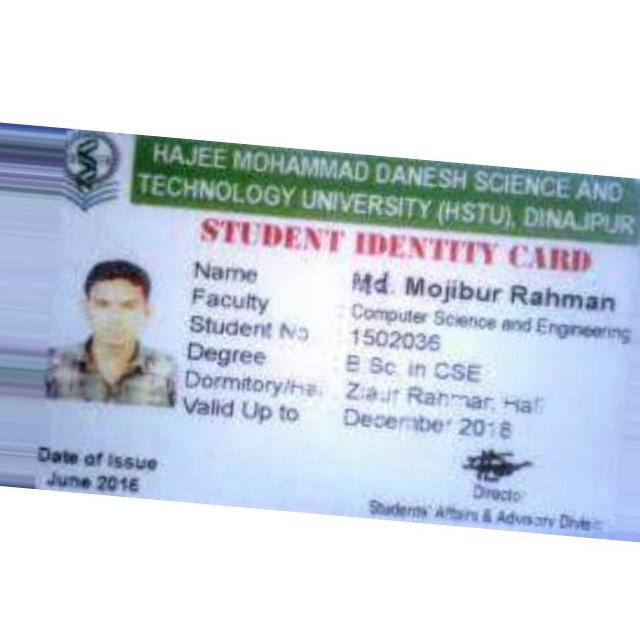 HAJEE MOHAMMAD DANESH SCIENCE AND
TECHNOLOGY UNIVERSITY (HSTU), DINAJPUR
STUDENT IDENTITY CARD
Name Md. Mojibur Rahman
Faculty : Computer Science and Engineering
Student No : 1502036
Degree B.Sc. in CSE
Dormitory/Hall Ziaur Rahman Hall
Valid Up to December 2018
Date of Issue
June 2016
Director
Students' Affairs & Advisory Division